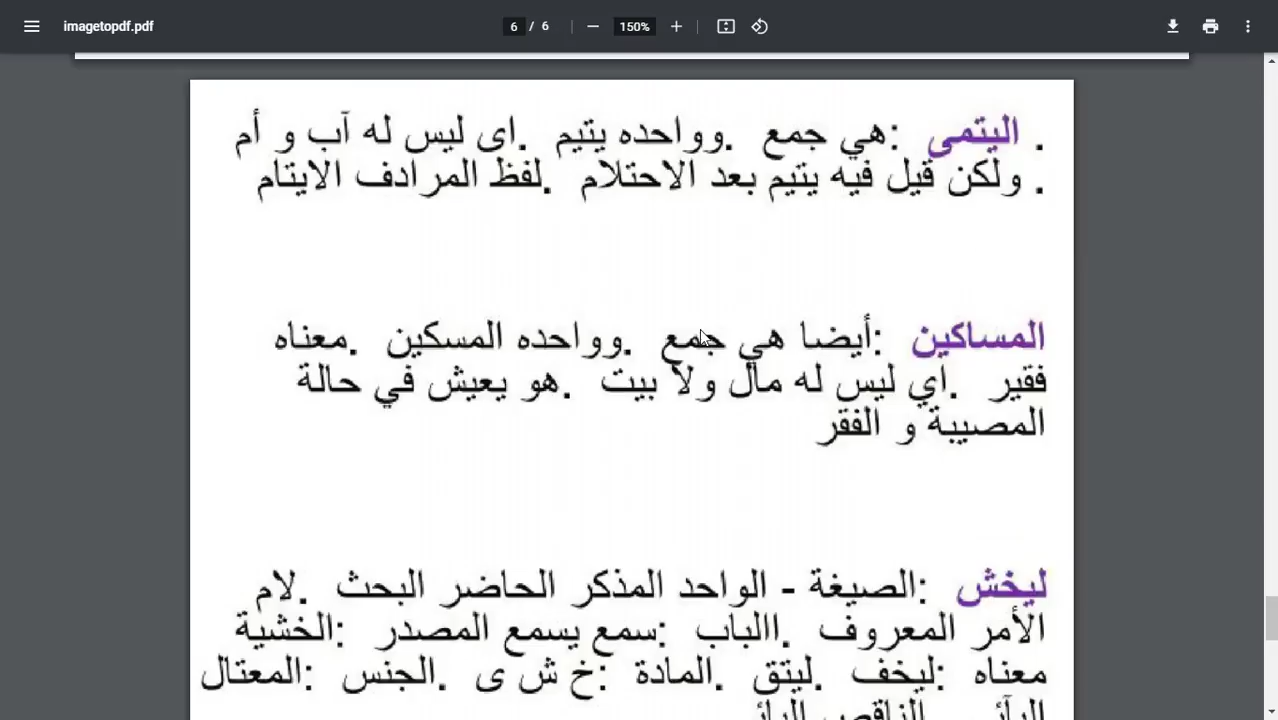 imagetopdf.pdf
6 / 6
150%
. اليتمى :هي جمع .وواحده يتيم .اى ليس له آب و أم
. ولكن قيل فيه يتيم بعد الاحتلام .لفظ المرادف الايتام
المساكين :أيضا هي جمع .وواحده المسكين .معناه
فقير .اي ليس له مال ولا بيت .هو يعيش في حالة
المصيبة و الفقر
ليخش :الصيغة - الواحد المذكر الحاضر البحث .لام
الأمر المعروف .االباب :سمع يسمع المصدر :الخشية
معناه :ليخف .ليتق .المادة :خ ش ى .الجنس :المعتال
الناقص